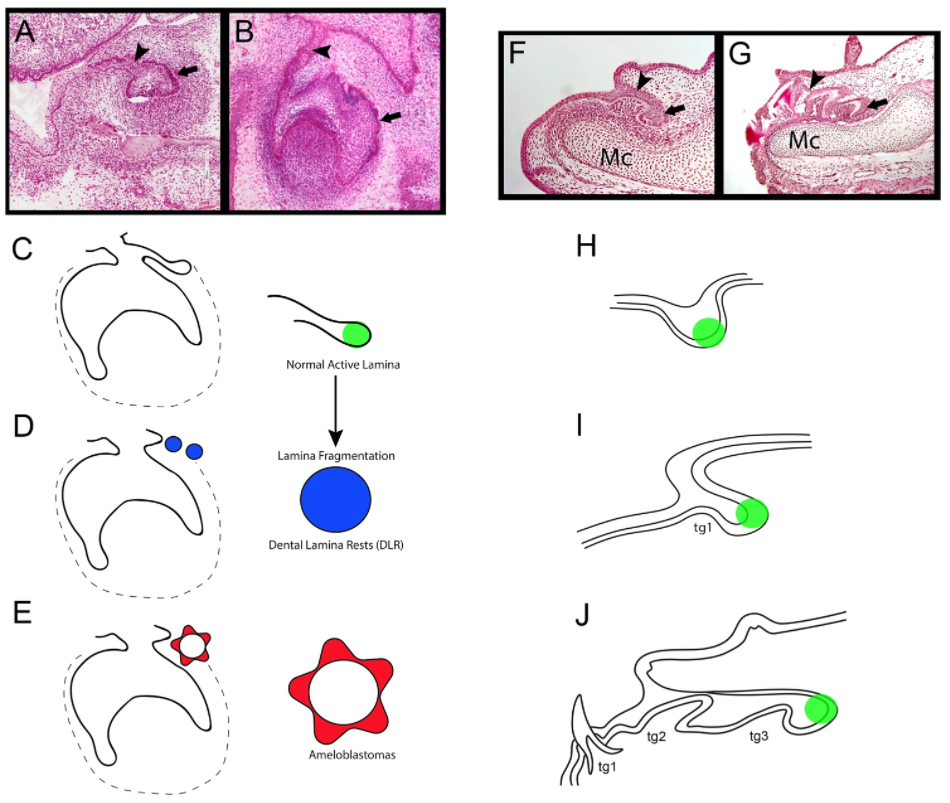 A
B
F
Mc
G
Mc
C
Normal Active Lamina
D
Lamina Fragmentation
Dental Lamina Rests (DLR)
E
Ameloblastomas
H
I
tg1
J
tg1
tg2
tg3